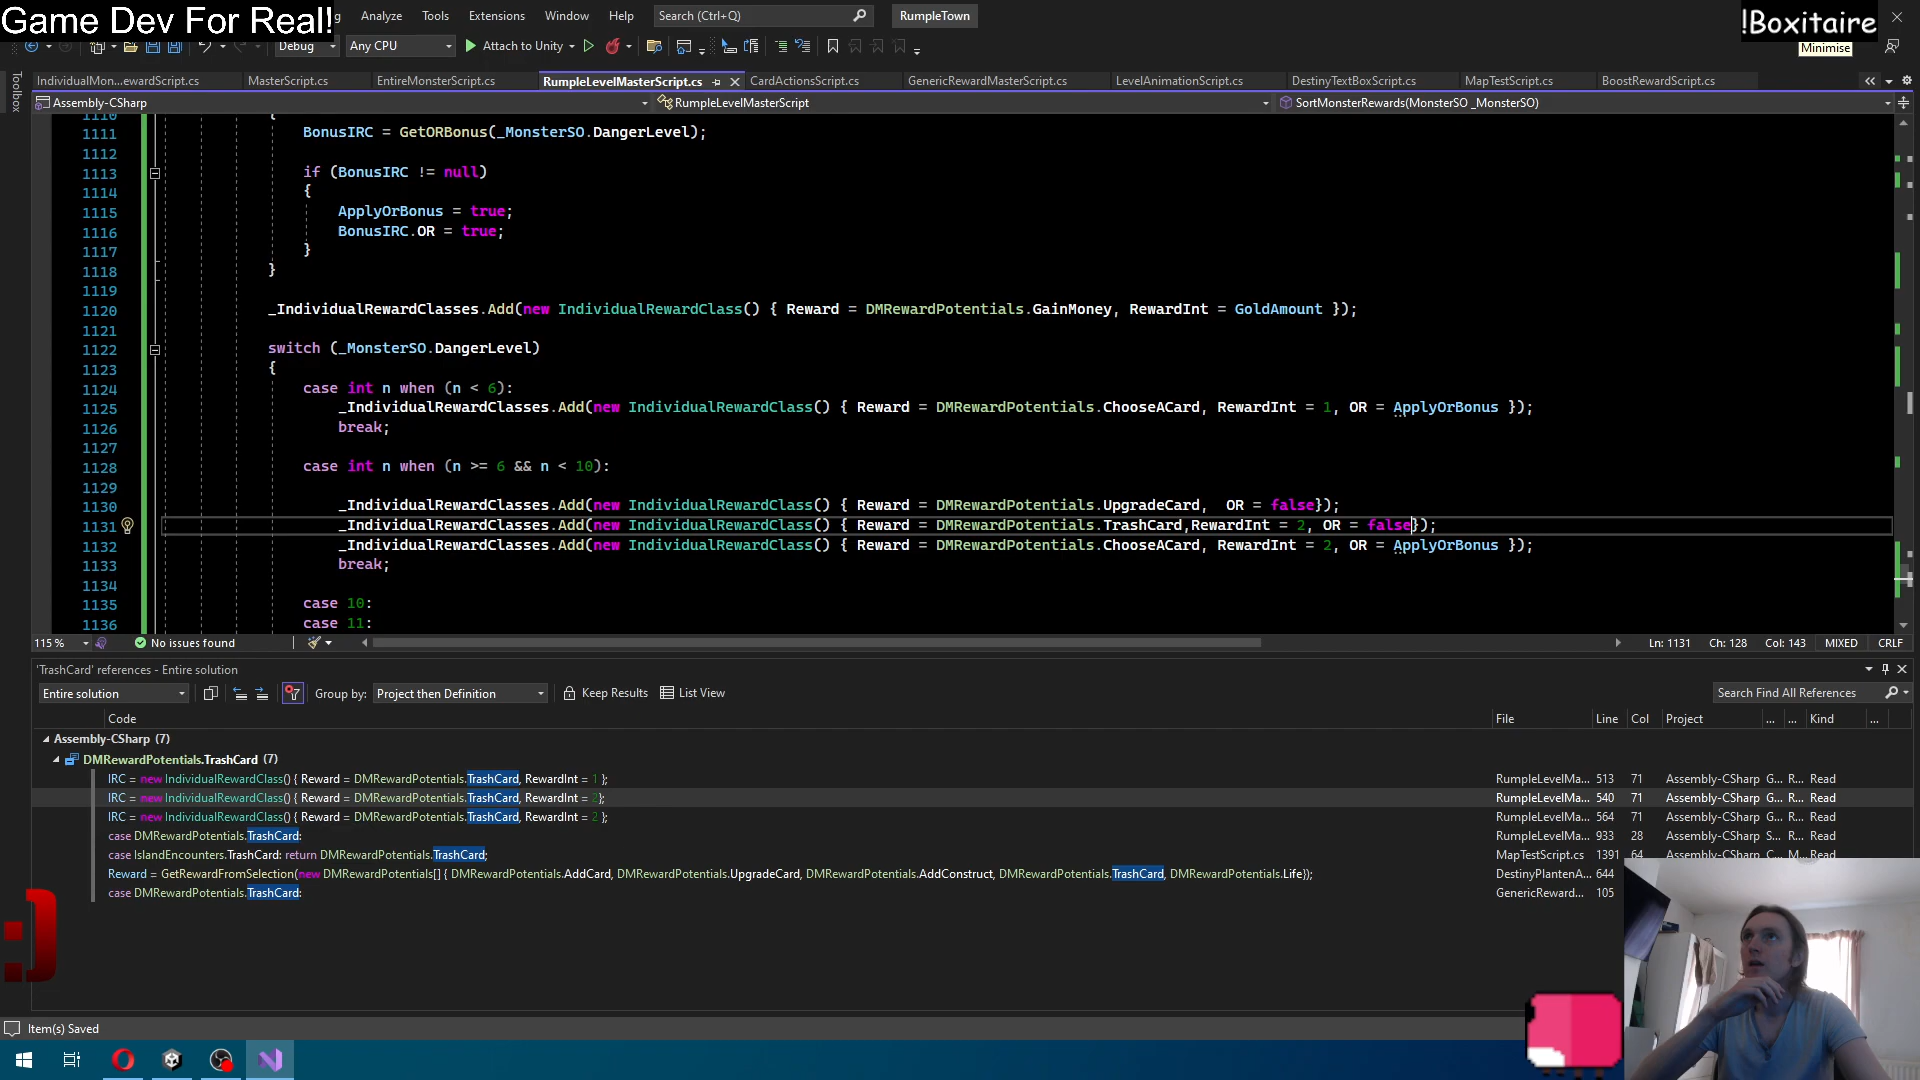 Game Dev For Real!
g Analyze Tools Extensions Window Help Search (Ctrl+Q) RumpleTown
!Boxitaire
Minimise
Debug Any CPU Attach to Unity
Toolbox
IndividualMon...ewardScript.cs MasterScript.cs EntireMonsterScript.cs RumpleLevelMasterScript.cs CardActionsScript.cs GenericRewardMasterScript.cs LevelAnimationScript.cs DestinyTextBoxScript.cs MapTestScript.cs BoostRewardScript.cs
Assembly-CSharp RumpleLevelMasterScript SortMonsterRewards(MonsterSO _MonsterSO)
1110 {
1111 BonusIRC = GetORBonus(_MonsterSO.DangerLevel);
1112
1113 if (BonusIRC != null)
1114 {
1115 ApplyOrBonus = true;
1116 BonusIRC.OR = true;
1117 }
1118 }
1119
1120 _IndividualRewardClasses.Add(new IndividualRewardClass() { Reward = DMRewardPotentials.GainMoney, RewardInt = GoldAmount });
1121
1122 switch (_MonsterSO.DangerLevel)
1123 {
1124 case int n when (n < 6):
1125 _IndividualRewardClasses.Add(new IndividualRewardClass() { Reward = DMRewardPotentials.ChooseACard, RewardInt = 1, OR = ApplyOrBonus });
1126 break;
1127
1128 case int n when (n >= 6 && n < 10):
1129
1130 _IndividualRewardClasses.Add(new IndividualRewardClass() { Reward = DMRewardPotentials.UpgradeCard,  OR = false});
1131 _IndividualRewardClasses.Add(new IndividualRewardClass() { Reward = DMRewardPotentials.TrashCard,RewardInt = 2, OR = false});
1132 _IndividualRewardClasses.Add(new IndividualRewardClass() { Reward = DMRewardPotentials.ChooseACard, RewardInt = 2, OR = ApplyOrBonus });
1133 break;
1134
1135 case 10:
1136 case 11:
115 % No issues found Ln: 1131 Ch: 128 Col: 143 MIXED CRLF
'TrashCard' references - Entire solution
Entire solution Group by: Project then Definition Keep Results List View Search Find All References
Code File Line Col Project ... ... Kind ...
Assembly-CSharp (7)
DMRewardPotentials.TrashCard (7)
IRC = new IndividualRewardClass() { Reward = DMRewardPotentials.TrashCard, RewardInt = 1 }; RumpleLevelMa... 513 71 Assembly-CSharp G... R... Read
IRC = new IndividualRewardClass() { Reward = DMRewardPotentials.TrashCard, RewardInt = 2}; RumpleLevelMa... 540 71 Assembly-CSharp G... R... Read
IRC = new IndividualRewardClass() { Reward = DMRewardPotentials.TrashCard, RewardInt = 2 }; RumpleLevelMa... 564 71 Assembly-CSharp G... R... Read
case DMRewardPotentials.TrashCard: RumpleLevelMa... 933 28 Assembly-CSharp S... R... Read
case IslandEncounters.TrashCard: return DMRewardPotentials.TrashCard; MapTestScript.cs 1391 64 Assembly-CSharp C... M... Read
Reward = GetRewardFromSelection(new DMRewardPotentials[] { DMRewardPotentials.AddCard, DMRewardPotentials.UpgradeCard, DMRewardPotentials.AddConstruct, DMRewardPotentials.TrashCard, DMRewardPotentials.Life}); DestinyPlantenA... 644
case DMRewardPotentials.TrashCard: GenericReward... 105
:)
Item(s) Saved